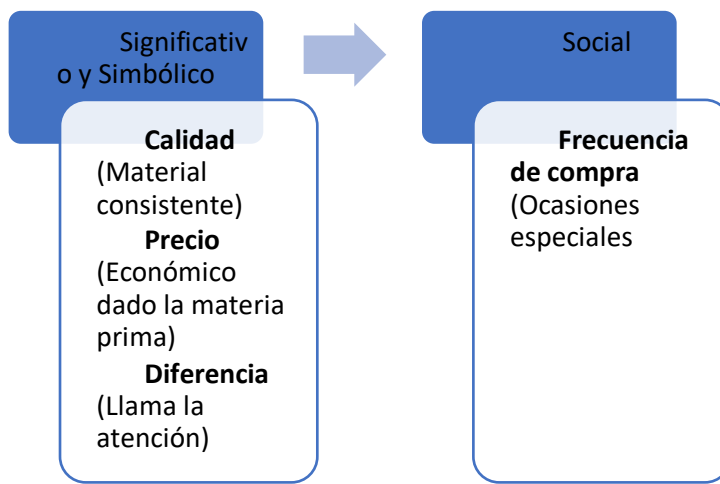 Significativ
o y Simbólico
Calidad
(Material
consistente)
Precio
(Económico
dado la materia
prima)
Diferencia
(Llama la
atención)
Social
Frecuencia
de compra
(Ocasiones
especiales